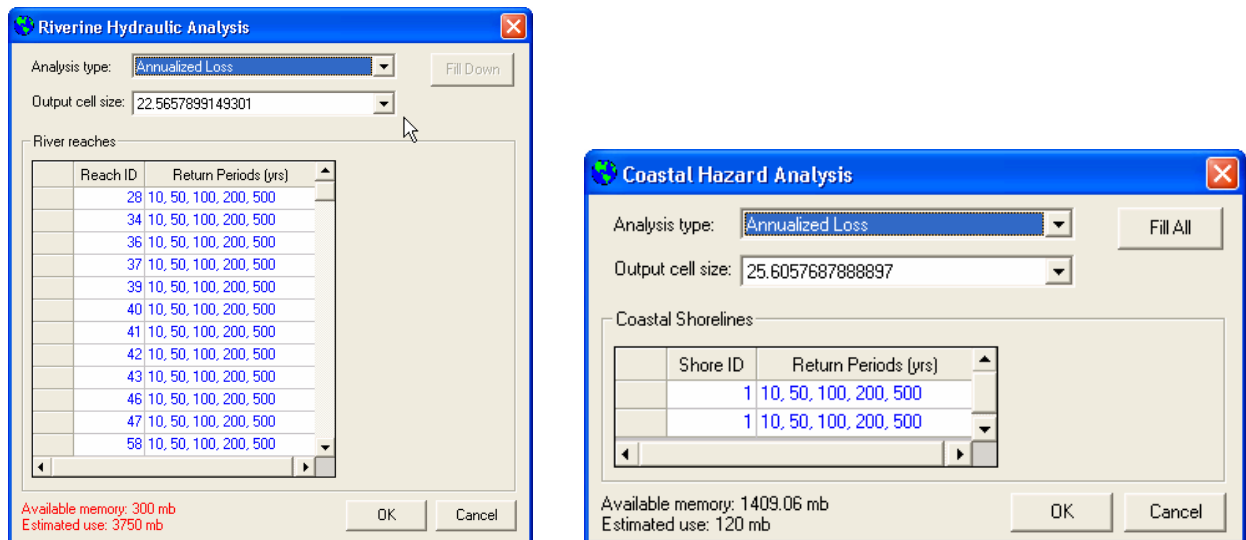 Riverine Hydraulic Analysis
Analysis type: Annualized Loss Fill Down
Output cell size: 22.5657899149301
River reaches
Reach ID Return Periods (yrs)
28 10, 50, 100, 200, 500
34 10, 50, 100, 200, 500
36 10, 50, 100, 200, 500
37 10, 50, 100, 200, 500
39 10, 50, 100, 200, 500
40 10, 50, 100, 200, 500
41 10, 50, 100, 200, 500
42 10, 50, 100, 200, 500
43 10, 50, 100, 200, 500
46 10, 50, 100, 200, 500
47 10, 50, 100, 200, 500
58 10, 50, 100, 200, 500
Available memory: 300 mb
Estimated use: 3750 mb
OK Cancel
Coastal Hazard Analysis
Analysis type: Annualized Loss Fill All
Output cell size: 25.6057687888897
Coastal Shorelines
Shore ID Return Periods (yrs)
1 10, 50, 100, 200, 500
1 10, 50, 100, 200, 500
Available memory: 1409.06 mb
Estimated use: 120 mb
OK Cancel